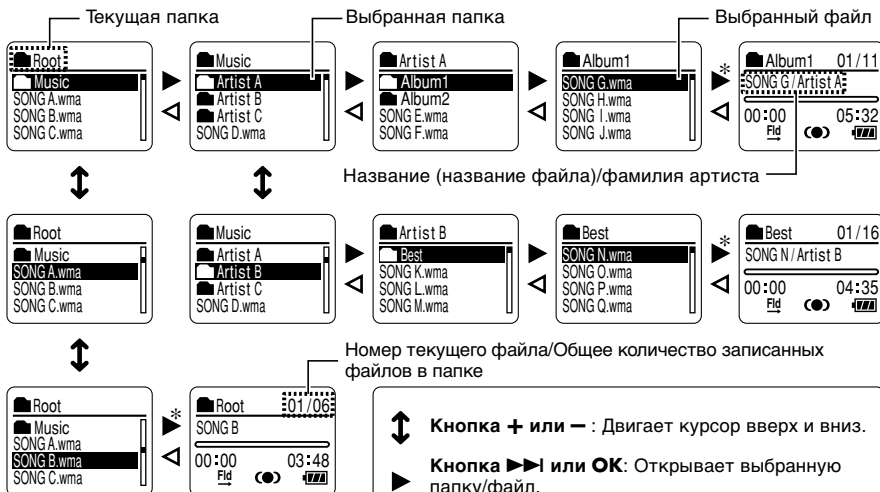 Текущая папка
Выбранная папка
Выбранный файл
Root
Music
SONG A.wma
SONG B.wma
SONG C.wma
Music
Artist A
Artist B
Artist C
SONG D.wma
Artist A
Album1
Album2
SONG E.wma
SONG F.wma
Album1
SONG G.wma
SONG H.wma
SONG I.wma
SONG J.wma
*
Album1 01/11
SONG G/Artist A
00:00 05:32
Fld
Название (название файла)/фамилия артиста
Root
Music
SONG A.wma
SONG B.wma
SONG C.wma
Music
Artist A
Artist B
Artist C
SONG D.wma
Artist B
Best
SONG K.wma
SONG L.wma
SONG M.wma
Best
SONG N.wma
SONG O.wma
SONG P.wma
SONG Q.wma
*
Best 01/16
SONG N/Artist B
00:00 04:35
Fld
Номер текущего файла/Общее количество записанных
файлов в папке
Root
Music
SONG A.wma
SONG B.wma
SONG C.wma
*
Root 01/06
SONG B
00:00 03:48
Fld
Кнопка + или − : Двигает курсор вверх и вниз.
Кнопка ▶▶I или OK: Открывает выбранную
папку/файл.